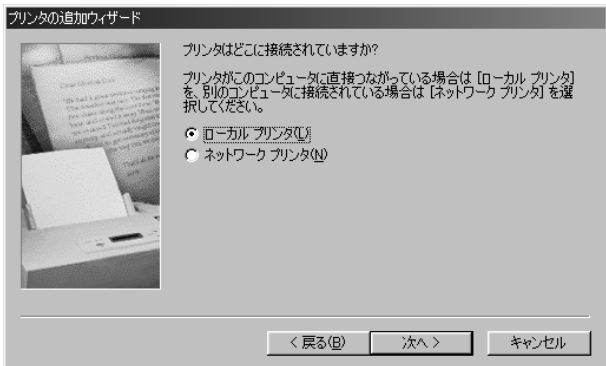 プリンタの追加ウィザード
プリンタはどこに接続されていますか?
プリンタがこのコンピュータに直接つながっている場合は [ローカル プリンタ]
を、別のコンピュータに接続されている場合は [ネットワーク プリンタ] を選
択してください。
ローカル プリンタ(L)
ネットワーク プリンタ(N)
< 戻る(B)
次へ >
キャンセル